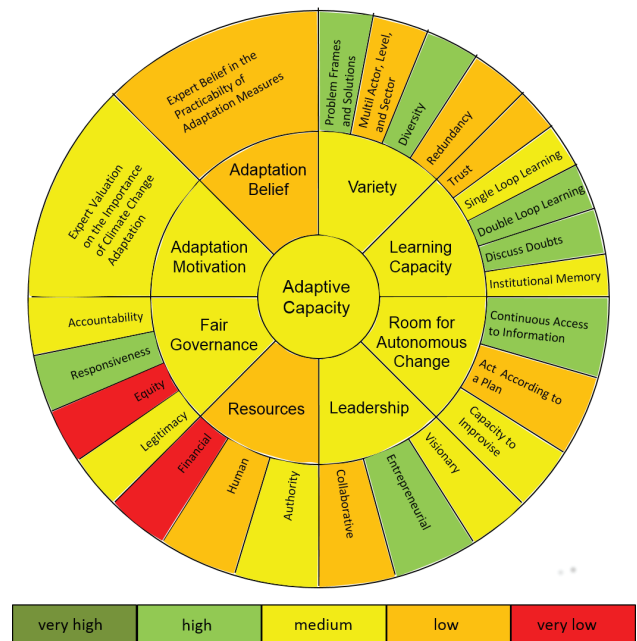 Adaptive
Capacity
Adaptation
Belief
Variety
Learning
Capacity
Room for
Autonomous
Change
Leadership
Resources
Fair
Governance
Adaptation
Motivation
Expert Belief in the
Practicabilty of
Adaptation Measures
Problem Frames
and Solutions
Multil Actor, Level,
and Sector
Diversity
Redundancy
Trust
Single Loop Learning
Double Loop Learning
Discuss Doubts
Institutional Memory
Continuous Access
to Information
Act According to
a Plan
Capacity to
Improvise
Visionary
Entrepreneurial
Collaborative
Authority
Human
Financial
Legitimacy
Equity
Responsiveness
Accountability
Expert Valuation
on the Importance
of Climate Change
Adaptation
very high
high
medium
low
very low